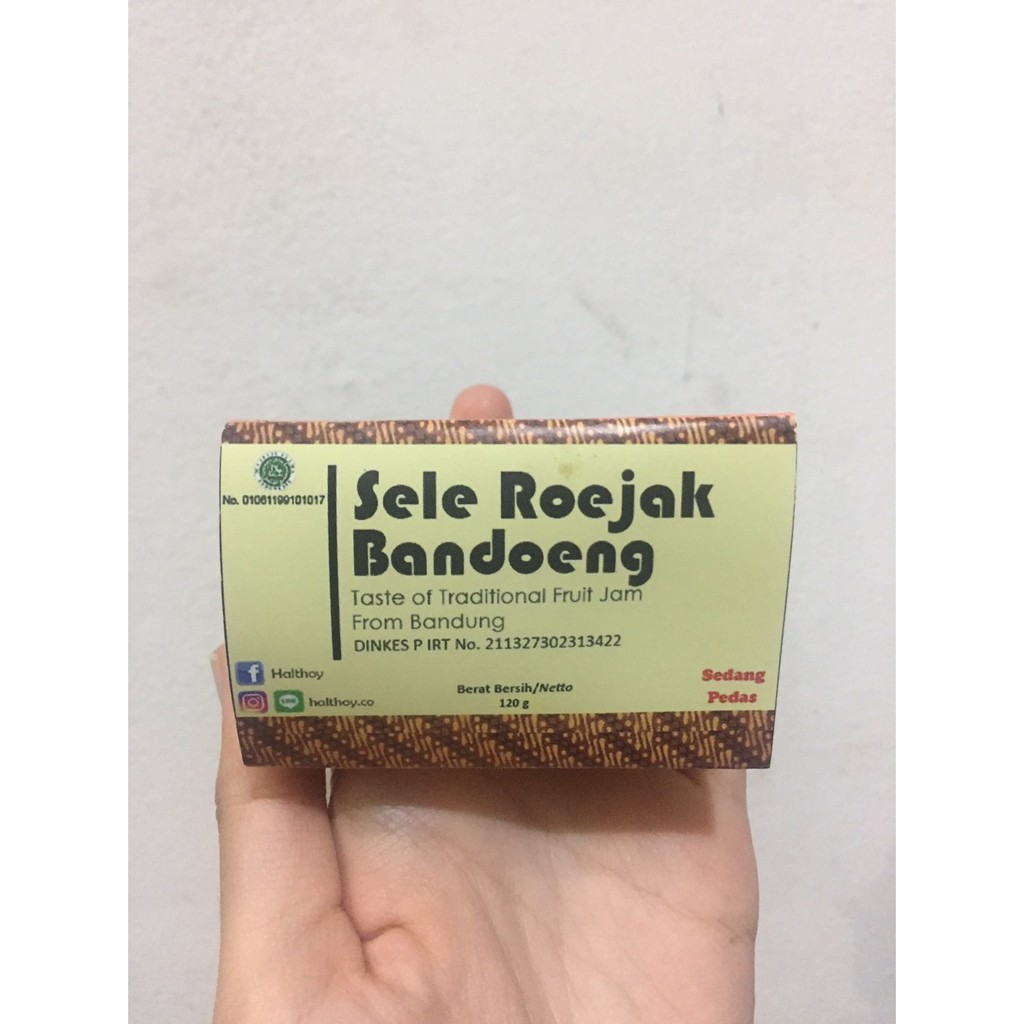 No. 01061199101017
Sele Roejak
Bandoeng
Taste of Traditional Fruit Jam
From Bandung
DINKES P IRT No. 211327302313422
Halthoy
LINE halthoy.co
Berat Bersih/Netto
120 g
Sedang
Pedas